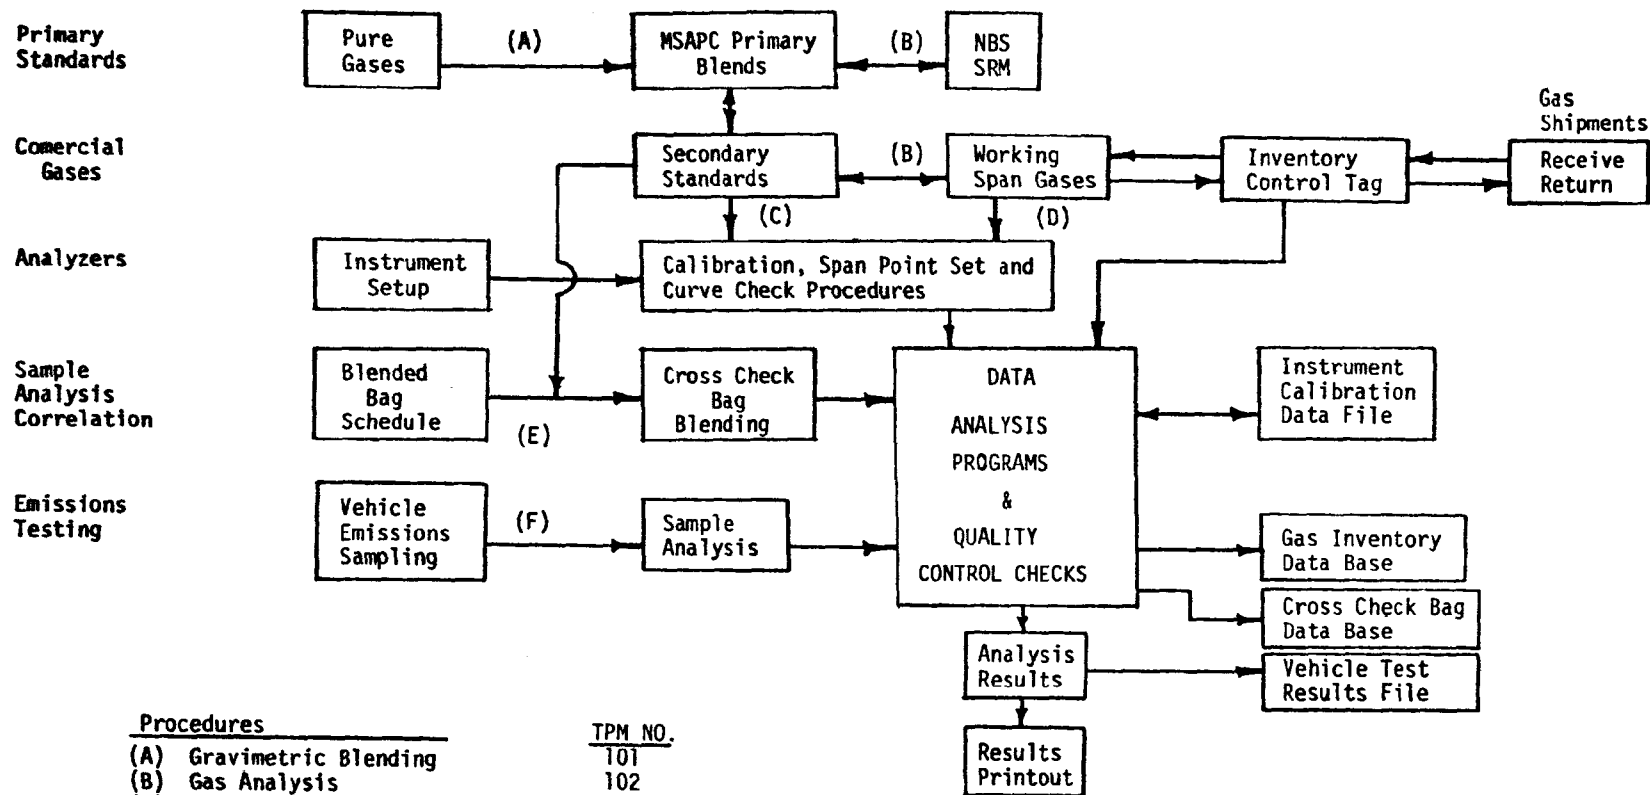 Primary
Standards
Pure
Gases
(A)
MSAPC Primary
Blends
(B)
NBS
SRM
Gas
Shipments
Comercial
Gases
Secondary
Standards
(B)
Working
Span Gases
Inventory
Control Tag
Receive
Return
(C)
(D)
Analyzers
Instrument
Setup
Calibration, Span Point Set and
Curve Check Procedures
Sample
Analysis
Correlation
Blended
Bag
Schedule
(E)
Cross Check
Bag
Blending
DATA
ANALYSIS
PROGRAMS
&
QUALITY
CONTROL CHECKS
Instrument
Calibration
Data File
Emissions
Testing
Vehicle
Emissions
Sampling
(F)
Sample
Analysis
Gas Inventory
Data Base
Cross Check Bag
Data Base
Analysis
Results
Vehicle Test
Results File
Results
Printout
Procedures
TPM NO.
(A) Gravimetric Blending 101
(B) Gas Analysis 102